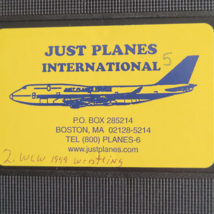 JUST PLANES
INTERNATIONAL
5
P.O. BOX 285214
BOSTON, MA 02128-5214
TEL (800) PLANES-6
www.justplanes.com
2. WCW 1999 wrestling